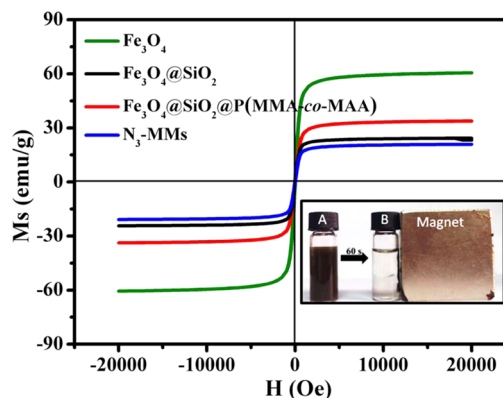 90
60
30
0
-30
-60
-90
Ms (emu/g)
Fe3O4
Fe3O4@SiO2
Fe3O4@SiO2@P(MMA-co-MAA)
N3-MMs
A
60 s
B
Magnet
-20000 -10000 0 10000 20000
H (Oe)